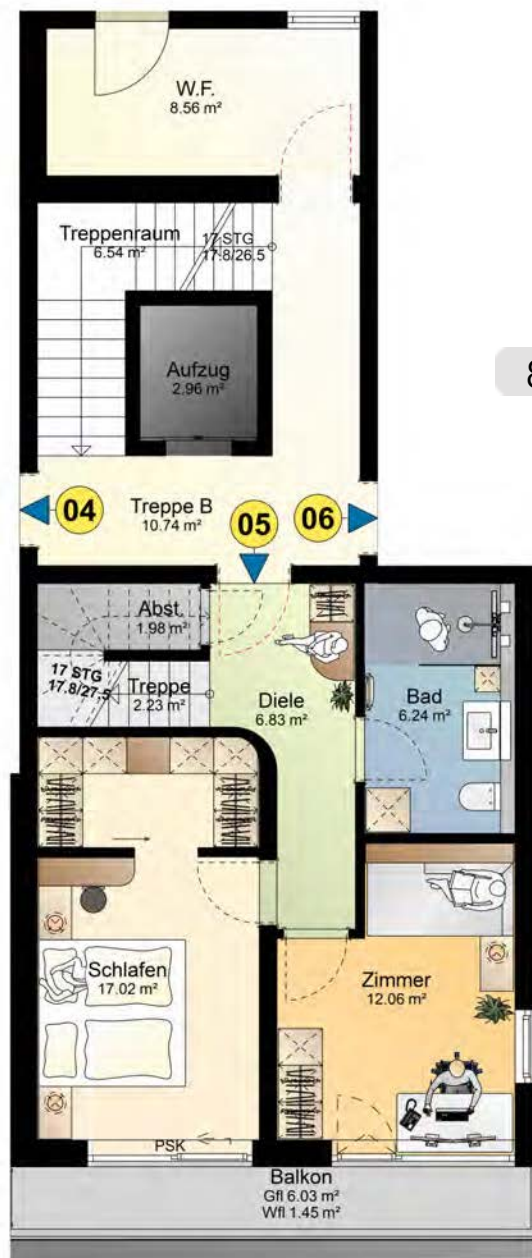 W.F.
8.56 m²
Treppenraum
6.54 m²
17 STG
17.8/26.5
8
Aufzug
2.96 m²
04
Treppe B
10.74 m²
05
06
Abst.
1.98 m²
17 STG
17.8/27.5
Treppe
2.23 m²
Diele
6.83 m²
Bad
6.24 m²
Schlafen
17.02 m²
Zimmer
12.06 m²
PSK
Balkon
Gfl 6.03 m²
Wfl 1.45 m²